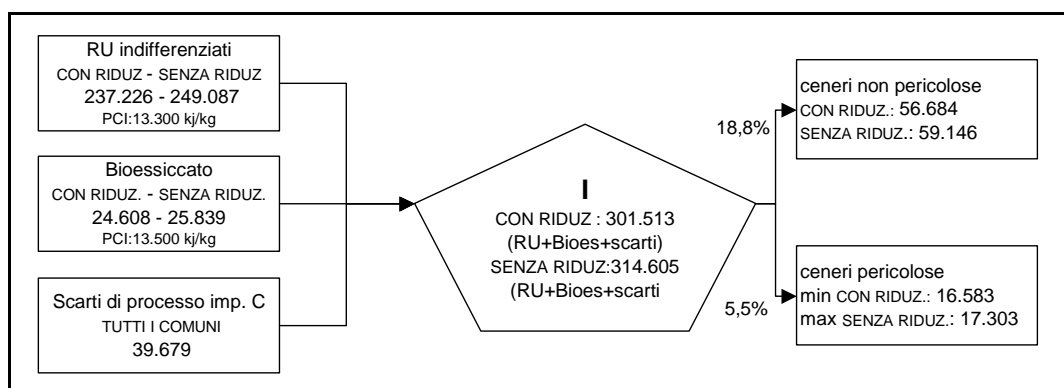 RU indifferenziati
CON RIDUZ - SENZA RIDUZ
237.226 - 249.087
PCI:13.300 kj/kg
Bioessiccato
CON RIDUZ. - SENZA RIDUZ.
24.608 - 25.839
PCI:13.500 kj/kg
Scarti di processo imp. C
TUTTI I COMUNI
39.679
I
CON RIDUZ : 301.513
(RU+Bioes+scarti)
SENZA RIDUZ:314.605
(RU+Bioes+scarti
18,8%
5,5%
ceneri non pericolose
CON RIDUZ.: 56.684
SENZA RIDUZ.: 59.146
ceneri pericolose
min CON RIDUZ.: 16.583
max SENZA RIDUZ.: 17.303